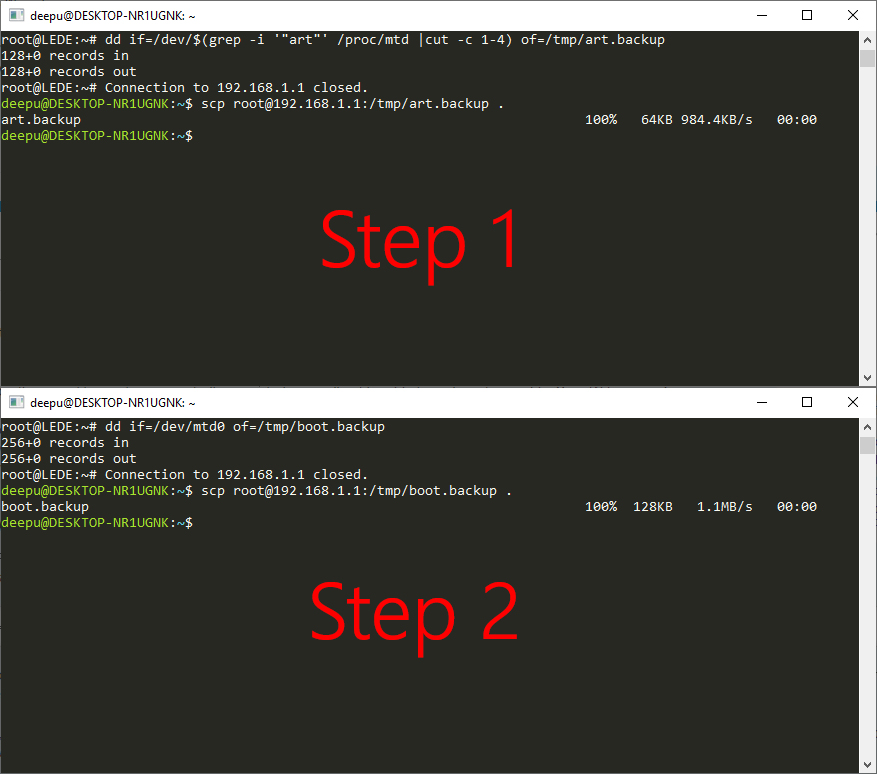 deepu@DESKTOP-NR1UGNK: ~
root@LEDE:~# dd if=/dev/$(grep -i '"art"' /proc/mtd |cut -c 1-4) of=/tmp/art.backup
128+0 records in
128+0 records out
root@LEDE:~# Connection to 192.168.1.1 closed.
deepu@DESKTOP-NR1UGNK:~$ scp root@192.168.1.1:/tmp/art.backup .
art.backup 100% 64KB 984.4KB/s 00:00
deepu@DESKTOP-NR1UGNK:~$
Step 1
deepu@DESKTOP-NR1UGNK: ~
root@LEDE:~# dd if=/dev/mtd0 of=/tmp/boot.backup
256+0 records in
256+0 records out
root@LEDE:~# Connection to 192.168.1.1 closed.
deepu@DESKTOP-NR1UGNK:~$ scp root@192.168.1.1:/tmp/boot.backup .
boot.backup 100% 128KB 1.1MB/s 00:00
deepu@DESKTOP-NR1UGNK:~$
Step 2